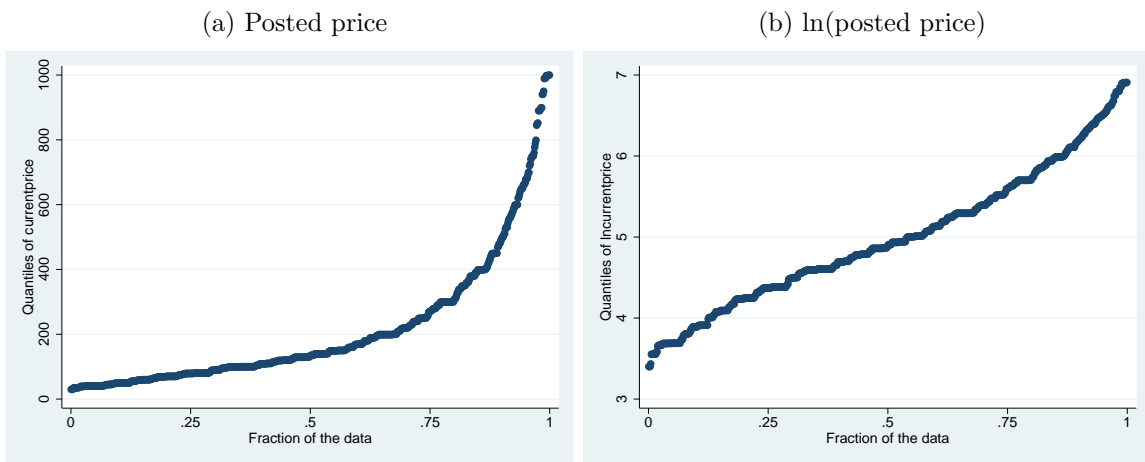 (a) Posted price
(b) ln(posted price)
Quantiles of currentprice
1000
800
600
400
200
0
0 .25 .5 .75 1
Fraction of the data
Quantiles of lncurrentprice
7
6
5
4
3
0 .25 .5 .75 1
Fraction of the data